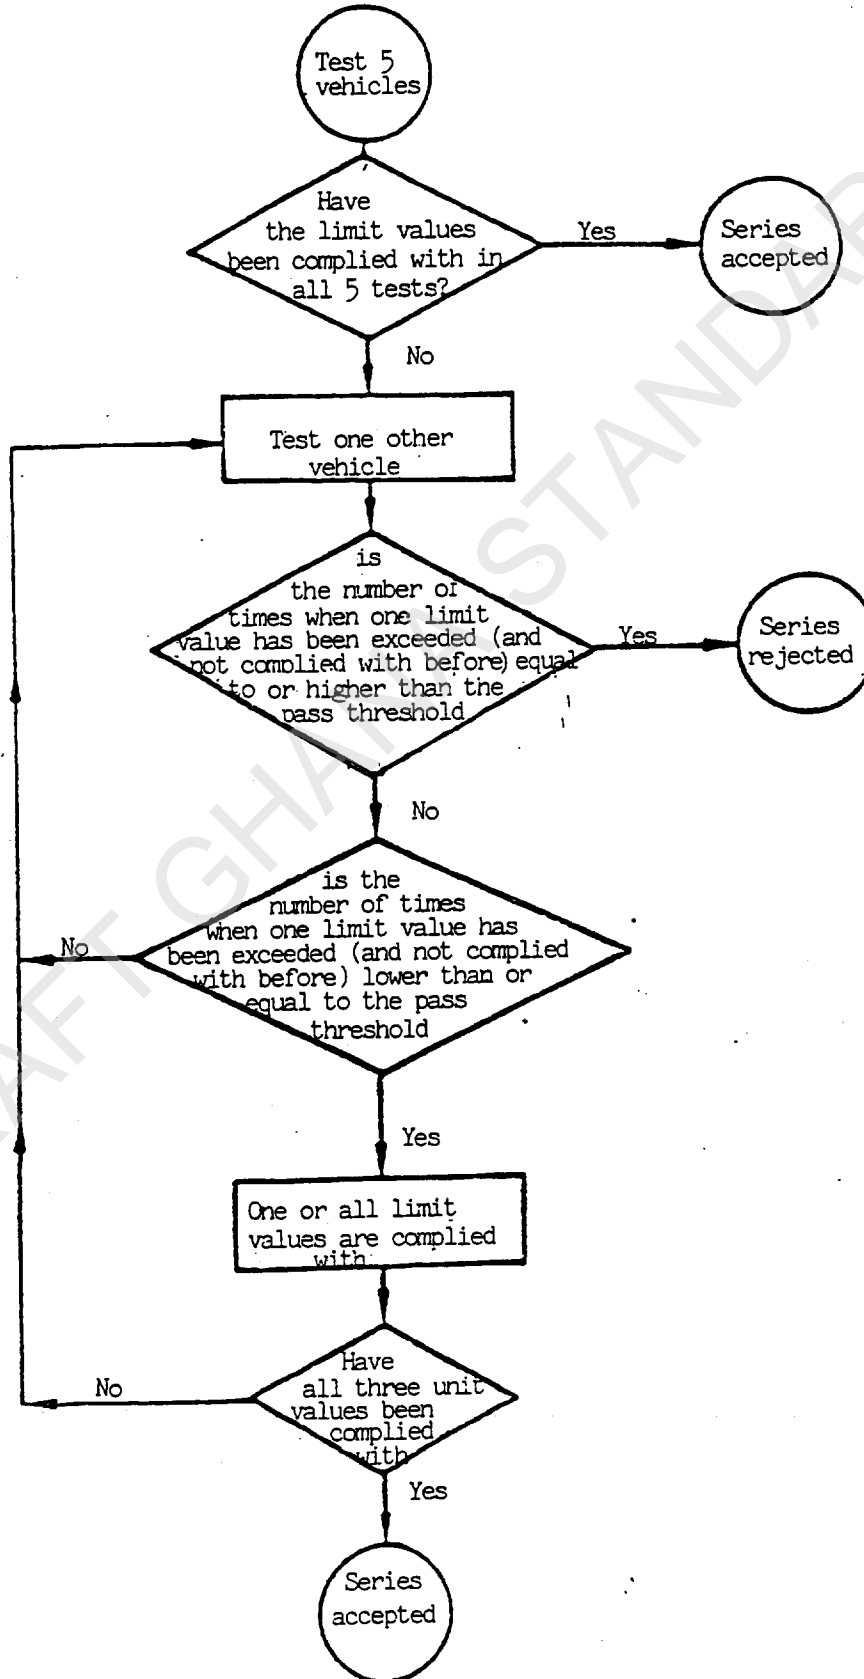 Test 5
vehicles
Have
the limit values
been complied with in
all 5 tests?
Yes
Series
accepted
No
Test one other
vehicle
is
the number of
times when one limit
value has been exceeded (and
not complied with before) equal
to or higher than the
pass threshold
Yes
Series
rejected
No
is the
number of times
when one limit value has
been exceeded (and not complied
with before) lower than or
equal to the pass
threshold
No
Yes
One or all limit
values are complied
with
Have
all three unit
values been
complied
with
No
Yes
Series
accepted
AFT GHANA STANDAR